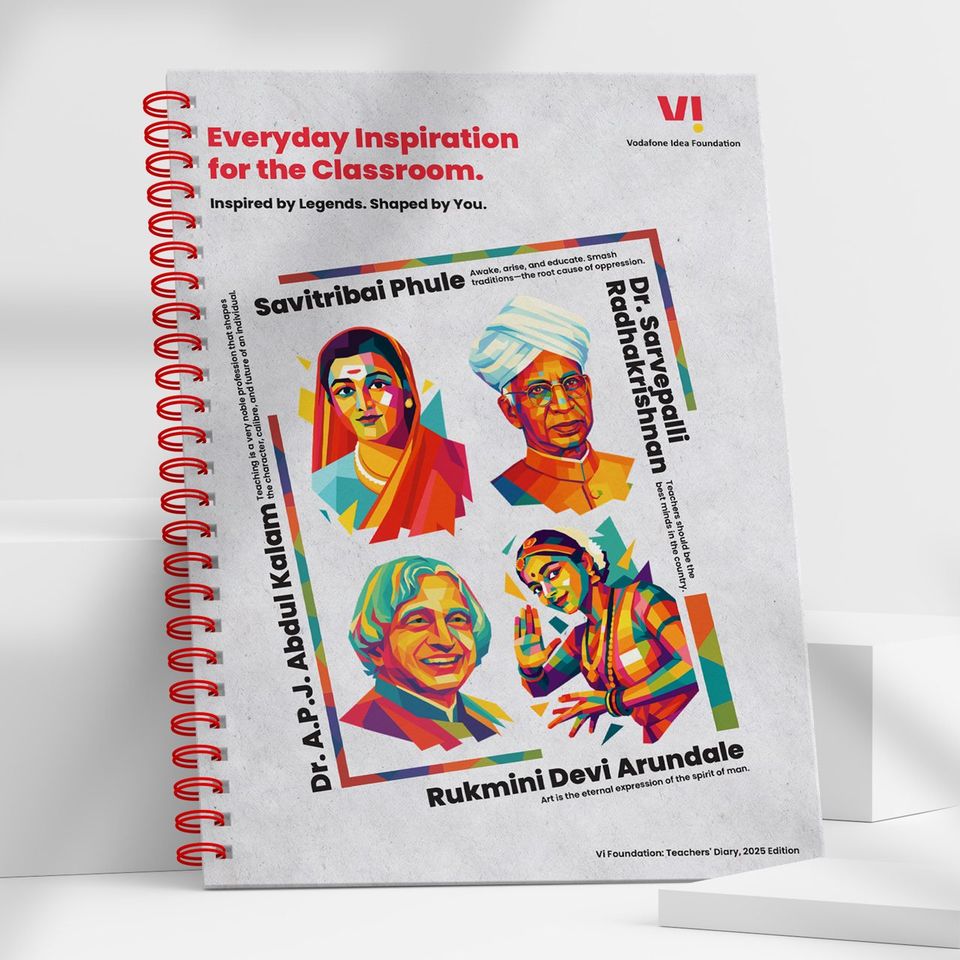 Everyday Inspiration
for the Classroom.
Inspired by Legends. Shaped by You.
VI
Vodafone Idea Foundation
Savitribai Phule
Awake, arise, and educate. Smash
traditions—the root cause of oppression.
Dr. Sarvepalli
Radhakrishnan
Teachers should be the
best minds in the country.
Dr. A.P.J. Abdul Kalam
Teaching is a very noble profession that shapes
the character, calibre, and future of an individual.
Rukmini Devi Arundale
Art is the eternal expression of the spirit of man.
Vi Foundation: Teachers' Diary, 2025 Edition